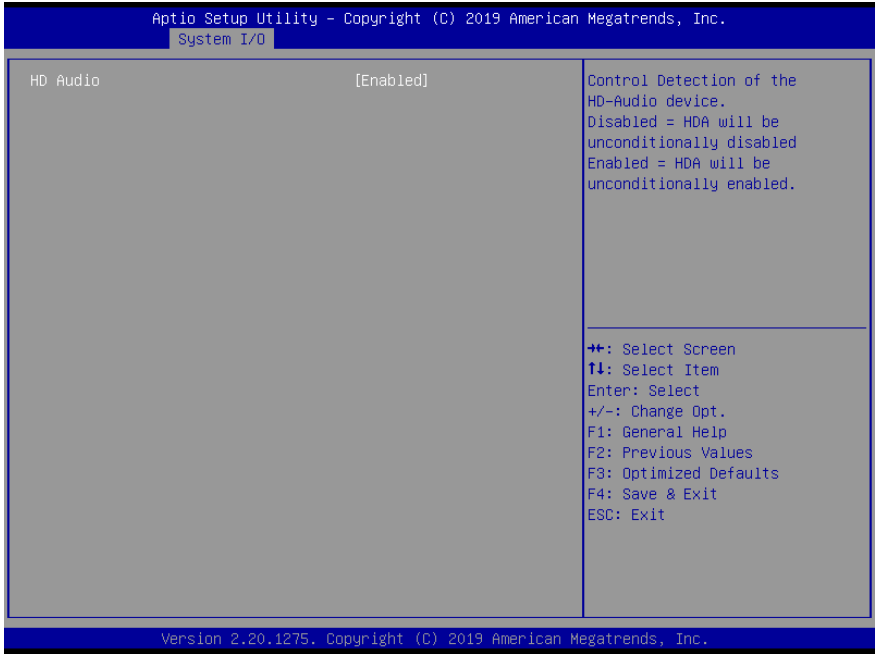 Aptio Setup Utility – Copyright (C) 2019 American Megatrends, Inc.
System I/O
HD Audio [Enabled]
Control Detection of the
HD-Audio device.
Disabled = HDA will be
unconditionally disabled
Enabled = HDA will be
unconditionally enabled.
→←: Select Screen
↑↓: Select Item
Enter: Select
+/-: Change Opt.
F1: General Help
F2: Previous Values
F3: Optimized Defaults
F4: Save & Exit
ESC: Exit
Version 2.20.1275. Copyright (C) 2019 American Megatrends, Inc.